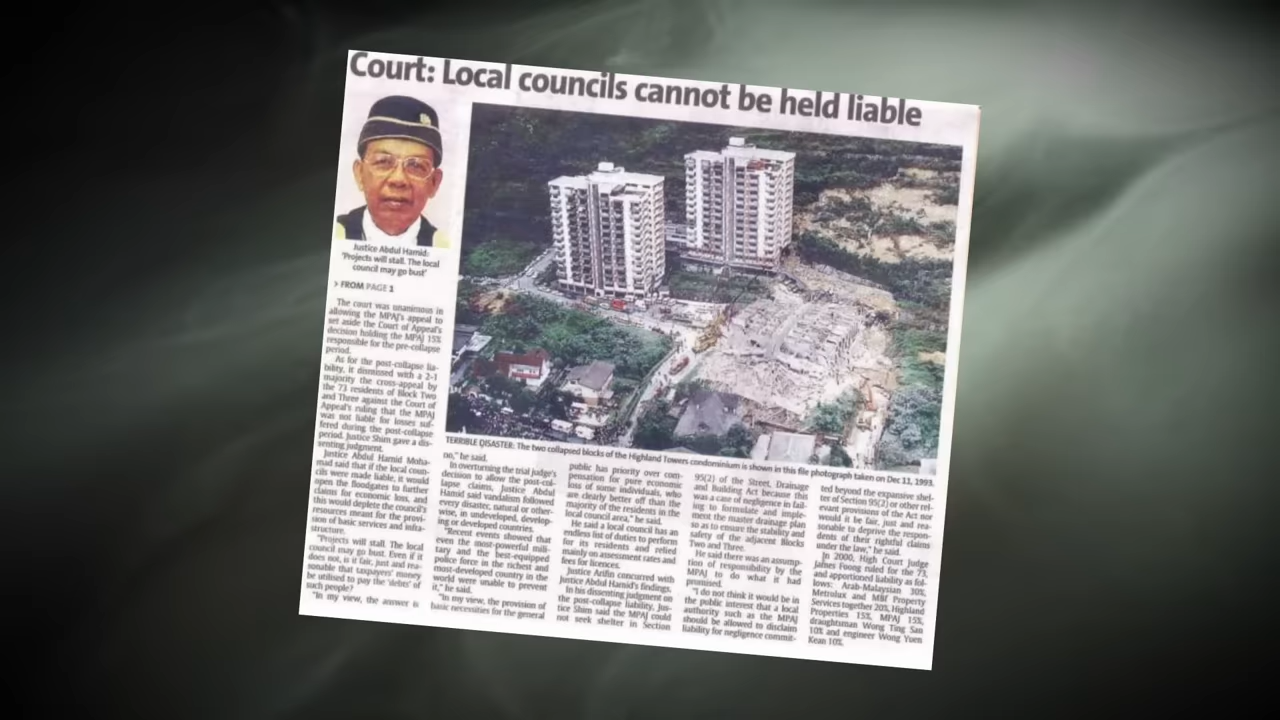 Court: Local councils cannot be held liable
Justice Abdul Hamid:
'Projects will stall. The local
council may go bust'
> FROM PAGE 1
The court was unanimous in
allowing the MPAJ's appeal to
set aside the Court of Appeal's
decision holding the MPAJ 15%
responsible for the pre-collapse
period.
As for the post-collapse lia-
bility, it dismissed with a 2-1
majority the cross-appeal by
the 73 residents of Block Two
and Three against the Court of
Appeal's ruling that the MPAJ
was not liable for losses suf-
fered during the post-collapse
period. Justice Shim gave a dis-
senting judgment.
Justice Abdul Hamid Moha-
mad said that if the local coun-
cils were made liable, it would
open the floodgates to further
claims for economic loss, and
this would deplete the council's
resources meant for the provi-
sion of basic services and infra-
structure.
"Projects will stall. The local
council may go bust. Even if it
does not, is it fair, just and rea-
sonable that taxpayers' money
be utilised to pay the 'debts' of
such people?
"In my view, the answer is
TERRIBLE DISASTER: The two collapsed blocks of the Highland Towers condominium is shown in this file photograph taken on Dec 11, 1993.
no," he said.
In overturning the trial judge's
decision to allow the post-col-
lapse claims, Justice Abdul
Hamid said vandalism followed
every disaster, natural or other-
wise, in undeveloped, develop-
ing or developed countries.
"Recent events showed that
even the most-powerful mili-
tary and the best-equipped
police force in the richest and
most-developed country in the
world were unable to prevent
it," he said.
"In my view, the provision of
basic necessities for the general
public has priority over com-
pensation for pure economic
loss of some individuals, who
are clearly better off than the
majority of the residents in the
local council area," he said.
He said a local council has an
endless list of duties to perform
for its residents and relied
mainly on assessment rates and
fees for licences.
Justice Arifin concurred with
Justice Abdul Hamid's findings.
In his dissenting judgment on
the post-collapse liability, Jus-
tice Shim said the MPAJ could
not seek shelter in Section
95(2) of the Street, Drainage
and Building Act because this
was a case of negligence in fail-
ing to formulate and imple-
ment the master drainage plan
so as to ensure the stability and
safety of the adjacent Blocks
Two and Three.
He said there was an assump-
tion of responsibility by the
MPAJ to do what it had
promised.
"I do not think it would be in
the public interest that a local
authority such as the MPAJ
should be allowed to disclaim
liability for negligence commit-
ted beyond the expansive shel-
ter of Section 95(2) or other rel-
evant provisions of the Act nor
would it be fair, just and rea-
sonable to deprive the respon-
dents of their rightful claims
under the law," he said.
In 2000, High Court Judge
James Foong ruled for the 73,
and apportioned liability as fol-
lows: Arab-Malaysian 30%,
Metrolux and MBf Property
Services together 20%, Highland
Properties 15%, MPAJ 15%,
draughtsman Wong Ting San
10% and engineer Wong Yuen
Kean 10%.